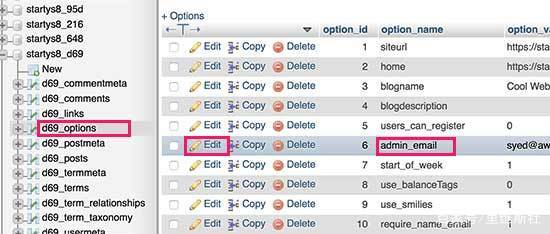 startys8_95d
startys8_216
startys8_648
startys8_d69
New
d69_commentmeta
d69_comments
d69_links
d69_options
d69_postmeta
d69_posts
d69_termmeta
d69_terms
d69_term_relationships
d69_term_taxonomy
d69_usermeta
+ Options
option_id option_name option_va
Edit Copy Delete 1 siteurl https://sta
Edit Copy Delete 2 home https://sta
Edit Copy Delete 3 blogname Cool Web
Edit Copy Delete 4 blogdescription
Edit Copy Delete 5 users_can_register 0
Edit Copy Delete 6 admin_email syed@aw
Edit Copy Delete 7 start_of_week 1
Edit Copy Delete 8 use_balanceTags 0
Edit Copy Delete 9 use_smilies 1
Edit Copy Delete 10 require_name_email 1